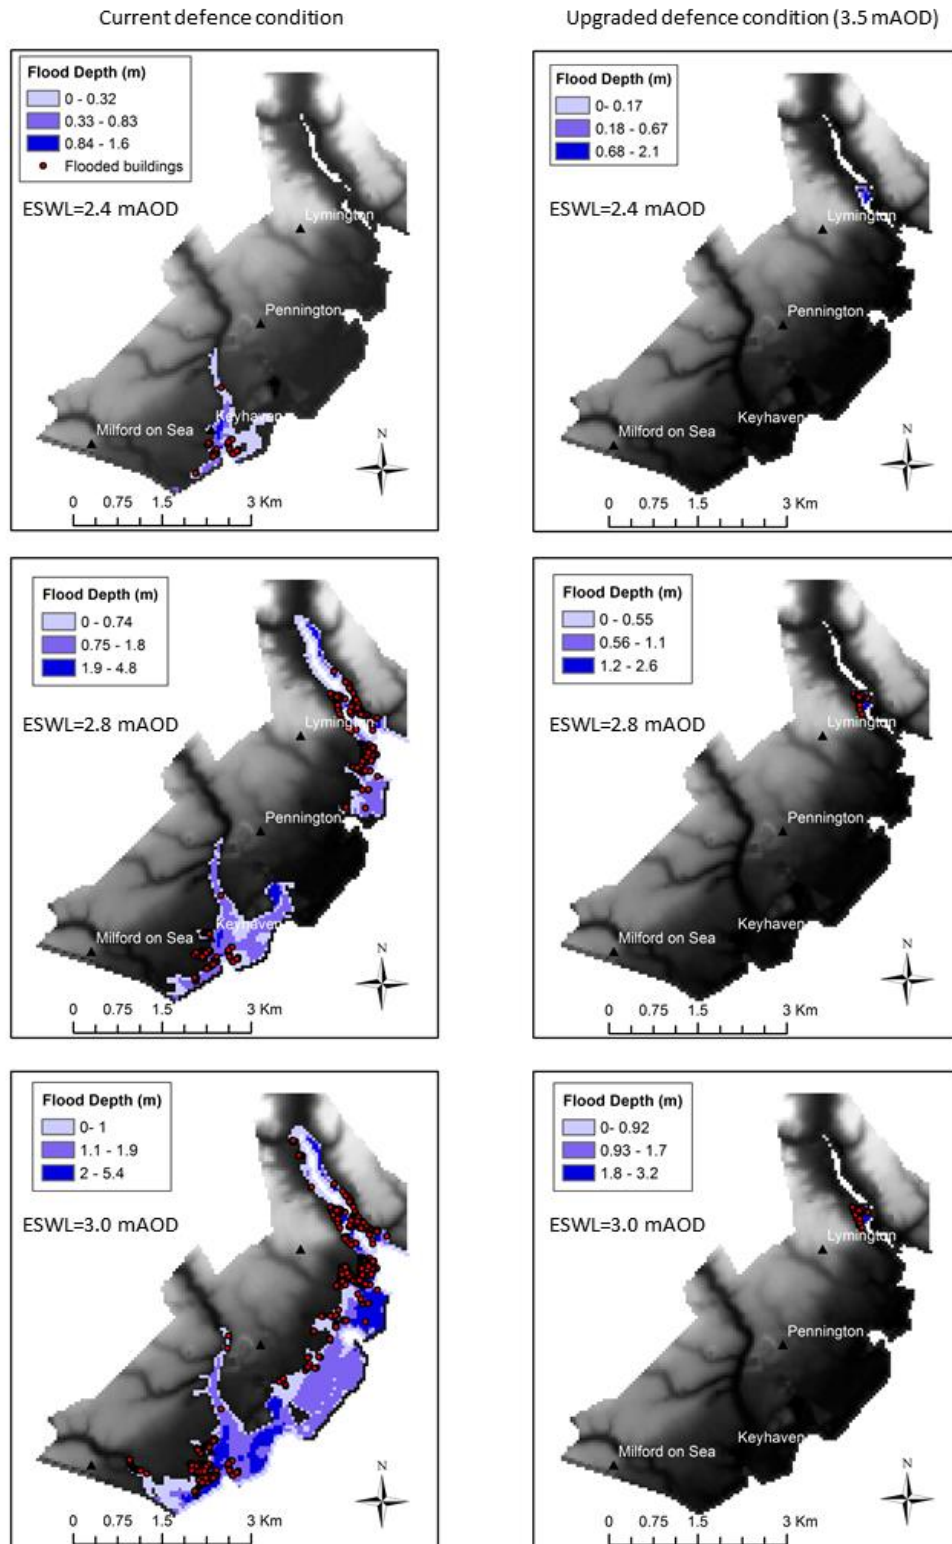 Current defence condition
Upgraded defence condition (3.5 mAOD)
Flood Depth (m)
0 - 0.32
0.33 - 0.83
0.84 - 1.6
Flooded buildings
ESWL=2.4 mAOD
Lymington
Pennington
Keyhaven
Milford on Sea
N
0 0.75 1.5 3 Km
Flood Depth (m)
0- 0.17
0.18 - 0.67
0.68 - 2.1
ESWL=2.4 mAOD
Lymington
Pennington
Keyhaven
Milford on Sea
N
0 0.75 1.5 3 Km
Flood Depth (m)
0 - 0.74
0.75 - 1.8
1.9 - 4.8
ESWL=2.8 mAOD
Lymington
Pennington
Keyhaven
Milford on Sea
N
0 0.75 1.5 3 Km
Flood Depth (m)
0 - 0.55
0.56 - 1.1
1.2 - 2.6
ESWL=2.8 mAOD
Lymington
Pennington
Keyhaven
Milford on Sea
N
0 0.75 1.5 3 Km
Flood Depth (m)
0- 1
1.1 - 1.9
2 - 5.4
ESWL=3.0 mAOD
N
0 0.75 1.5 3 Km
Flood Depth (m)
0- 0.92
0.93 - 1.7
1.8 - 3.2
ESWL=3.0 mAOD
Lymington
Pennington
Keyhaven
Milford on Sea
N
0 0.75 1.5 3 Km